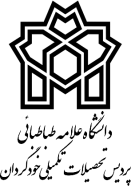 دانشگاه علامه طباطبائی
پردیس تحصیلات تکمیلی خودگردان